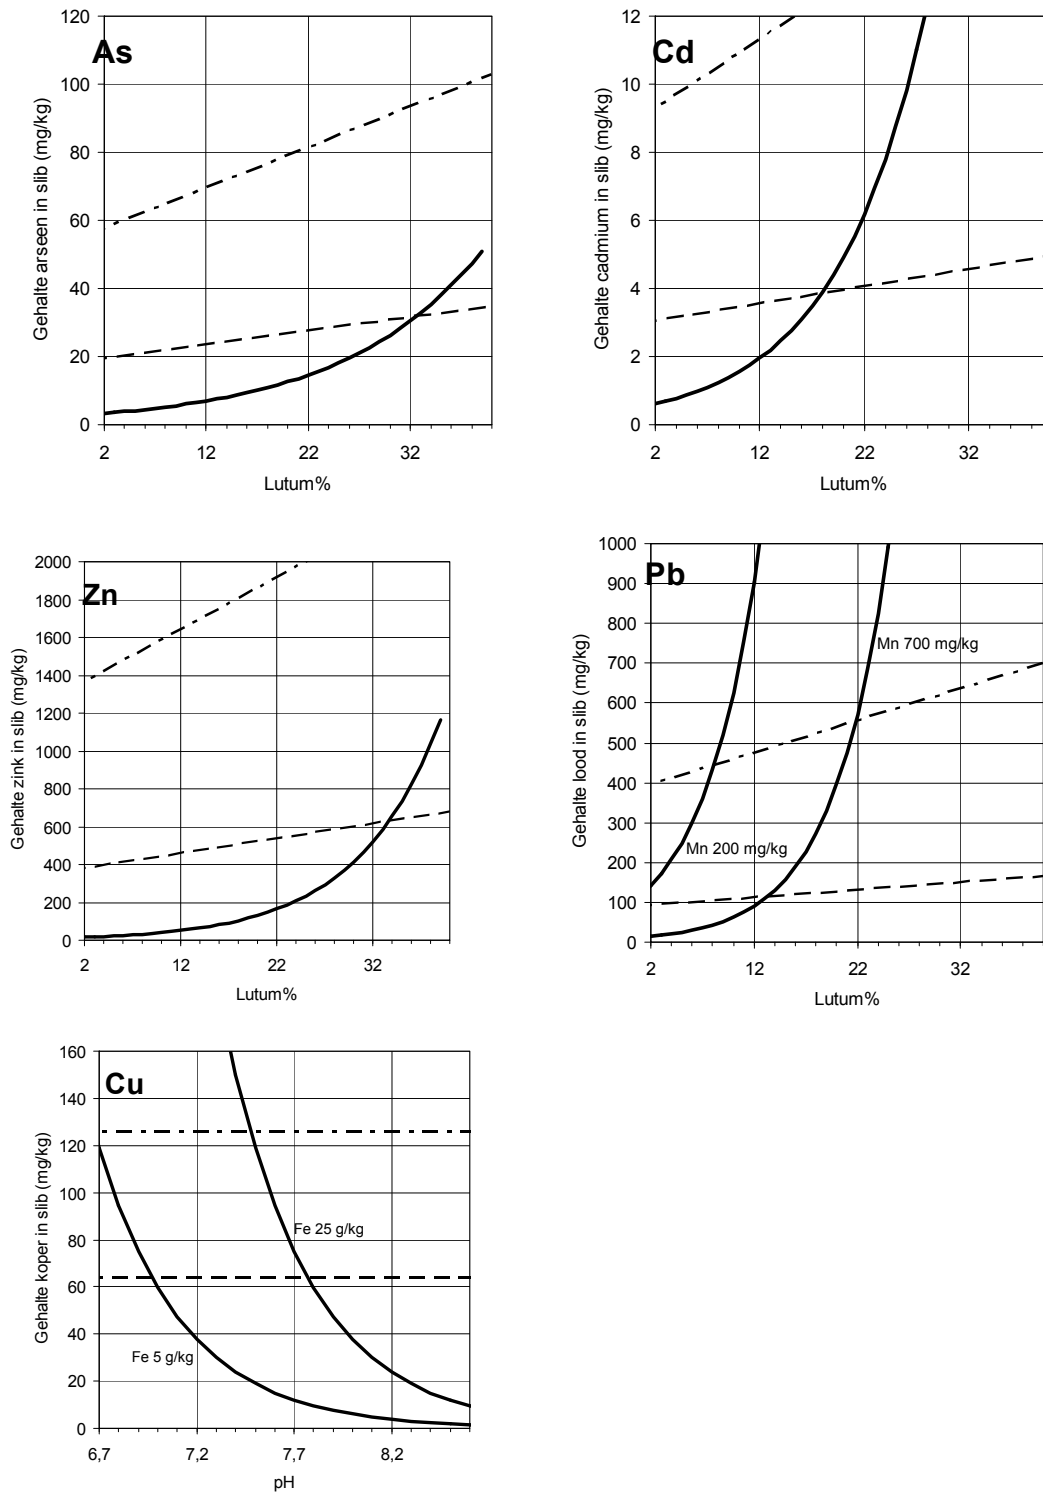 As
Gehalte arseen in slib (mg/kg)
120
100
80
60
40
20
0
2 12 22 32
Lutum%
Cd
Gehalte cadmium in slib (mg/kg)
12
10
8
6
4
2
0
2 12 22 32
Lutum%
Zn
Gehalte zink in slib (mg/kg)
2000
1800
1600
1400
1200
1000
800
600
400
200
0
2 12 22 32
Lutum%
Pb
Gehalte lood in slib (mg/kg)
1000
900
800
700
600
500
400
300
200
100
0
Mn 700 mg/kg
Mn 200 mg/kg
2 12 22 32
Lutum%
Cu
Gehalte koper in slib (mg/kg)
160
140
120
100
80
60
40
20
0
Fe 25 g/kg
Fe 5 g/kg
6,7 7,2 7,7 8,2
pH